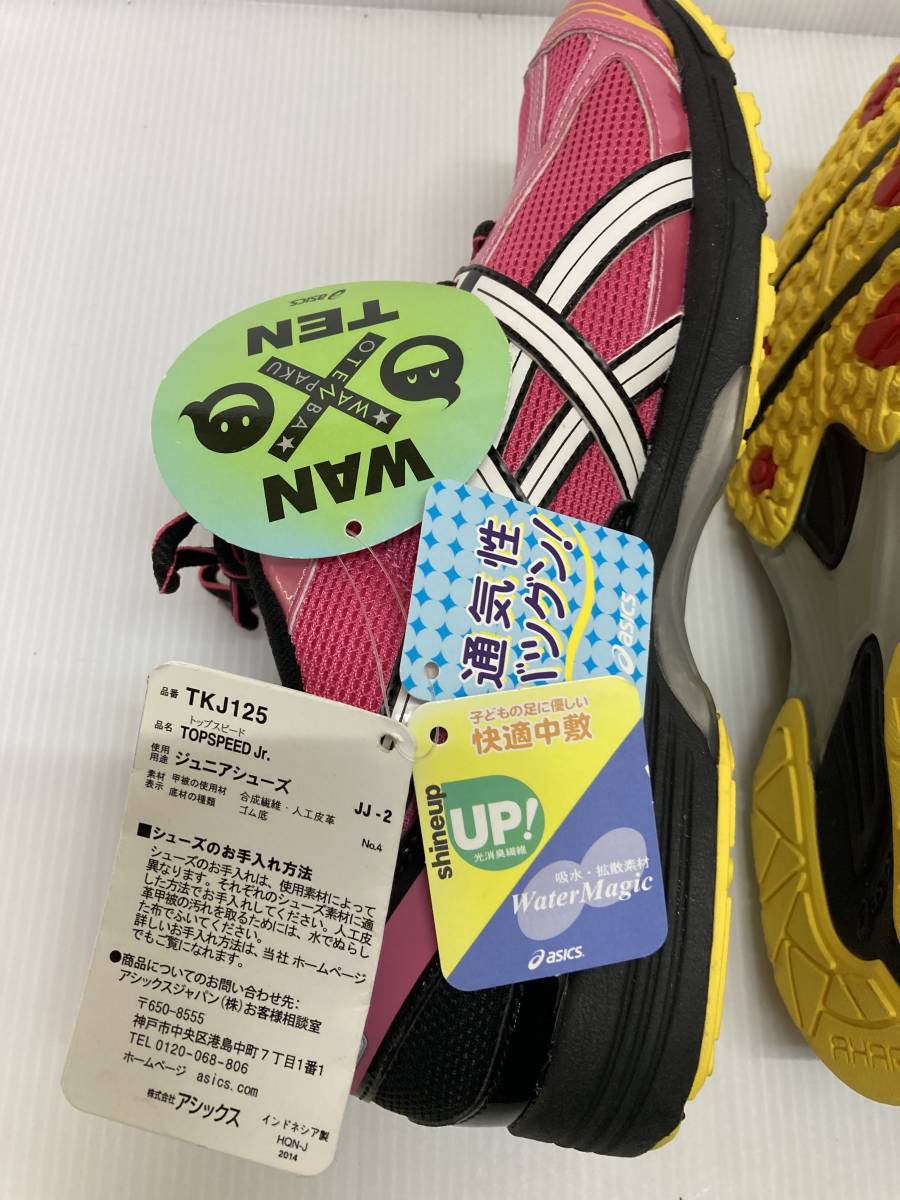 asics
WAN
TEN
OTENBA
WANPAKU
通気性
バツグン!
asics
品番 TKJ125
トップスピード
品名 TOPSPEED Jr.
使用用途 ジュニアシューズ
素材表示 甲被の使用材 合成繊維・人工皮革
底材の種類 ゴム底
JJ-2
No.4
■シューズのお手入れ方法
シューズのお手入れは、使用素材によって
異なります。それぞれのシューズ素材に適
した方法でお手入れしてください。人工皮
革甲被の汚れを取るためには、水でぬらし
た布でふいてください。
詳しいお手入れ方法は、当社 ホームページ
でもご覧になれます。
●商品についてのお問い合わせ先:
アシックスジャパン(株)お客様相談室
〒650-8555
神戸市中央区港島中町7丁目1番1
TEL 0120-068-806
ホームページ asics.com
株式会社 アシックス
インドネシア製
HQN-J
2014
子どもの足に優しい
快適中敷
shineup
UP!
光消臭繊維
吸水・拡散素材
WaterMagic
asics